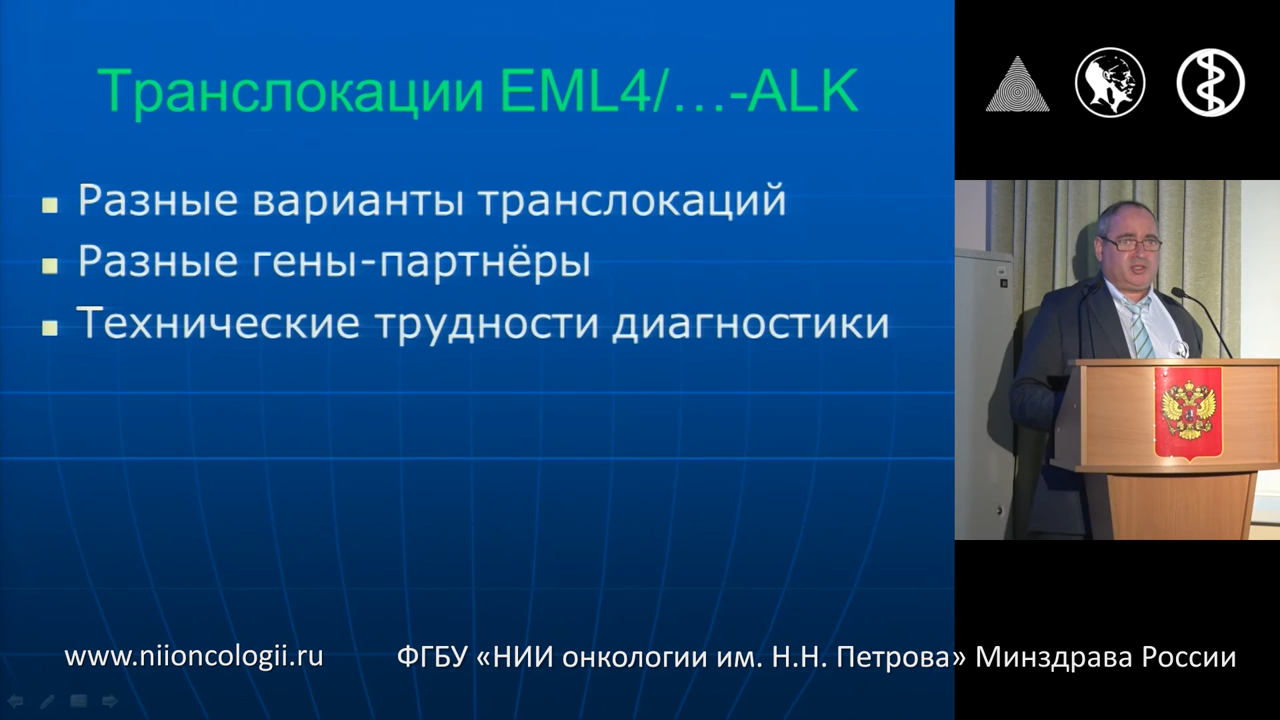 Транслокации EML4/…-ALK
Разные варианты транслокаций
Разные гены-партнёры
Технические трудности диагностики
www.niioncologii.ru
ФГБУ «НИИ онкологии им. Н.Н. Петрова» Минздрава России